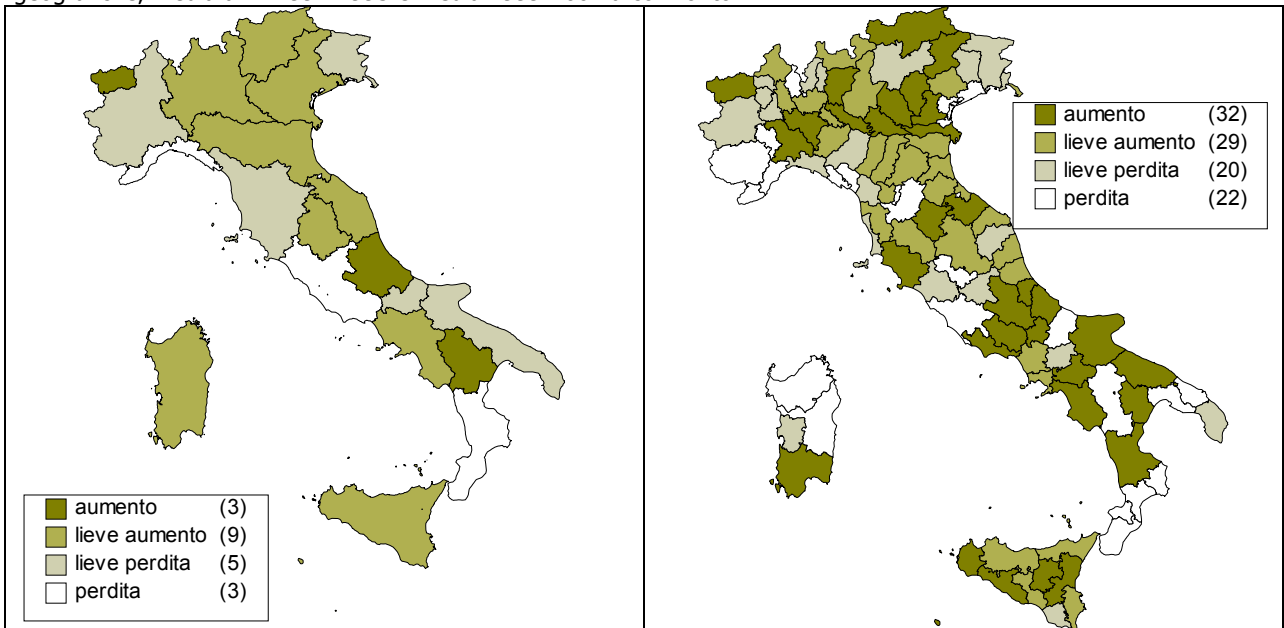 aumento (3)
lieve aumento (9)
lieve perdita (5)
perdita (3)
aumento (32)
lieve aumento (29)
lieve perdita (20)
perdita (22)